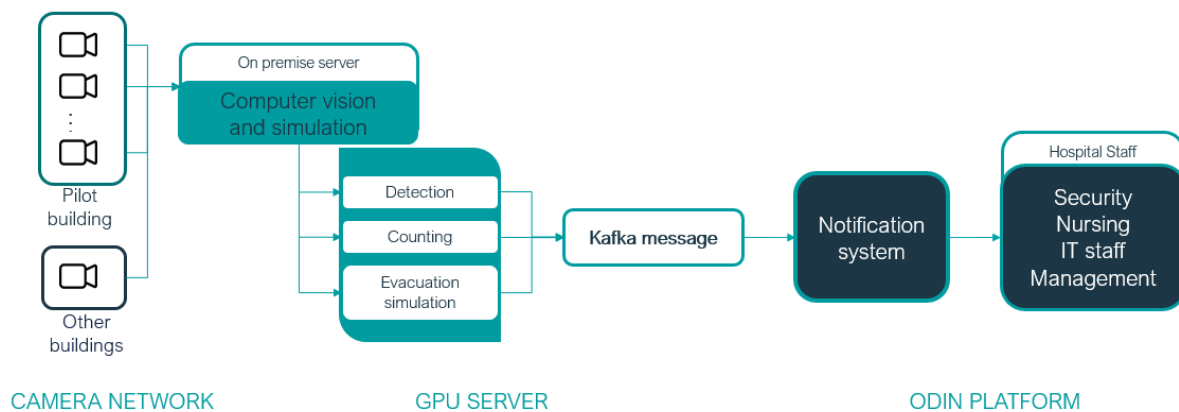 Pilot
building
Other
buildings
On premise server
Computer vision
and simulation
Detection
Counting
Evacuation
simulation
Kafka message
Notification
system
Hospital Staff
Security
Nursing
IT staff
Management
CAMERA NETWORK
GPU SERVER
ODIN PLATFORM